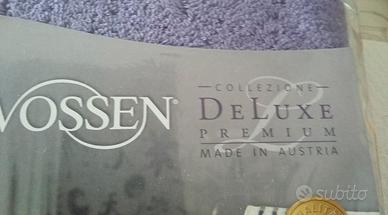 VOSSEN®
COLLEZIONE
DELUXE
PREMIUM
MADE IN AUSTRIA
subito